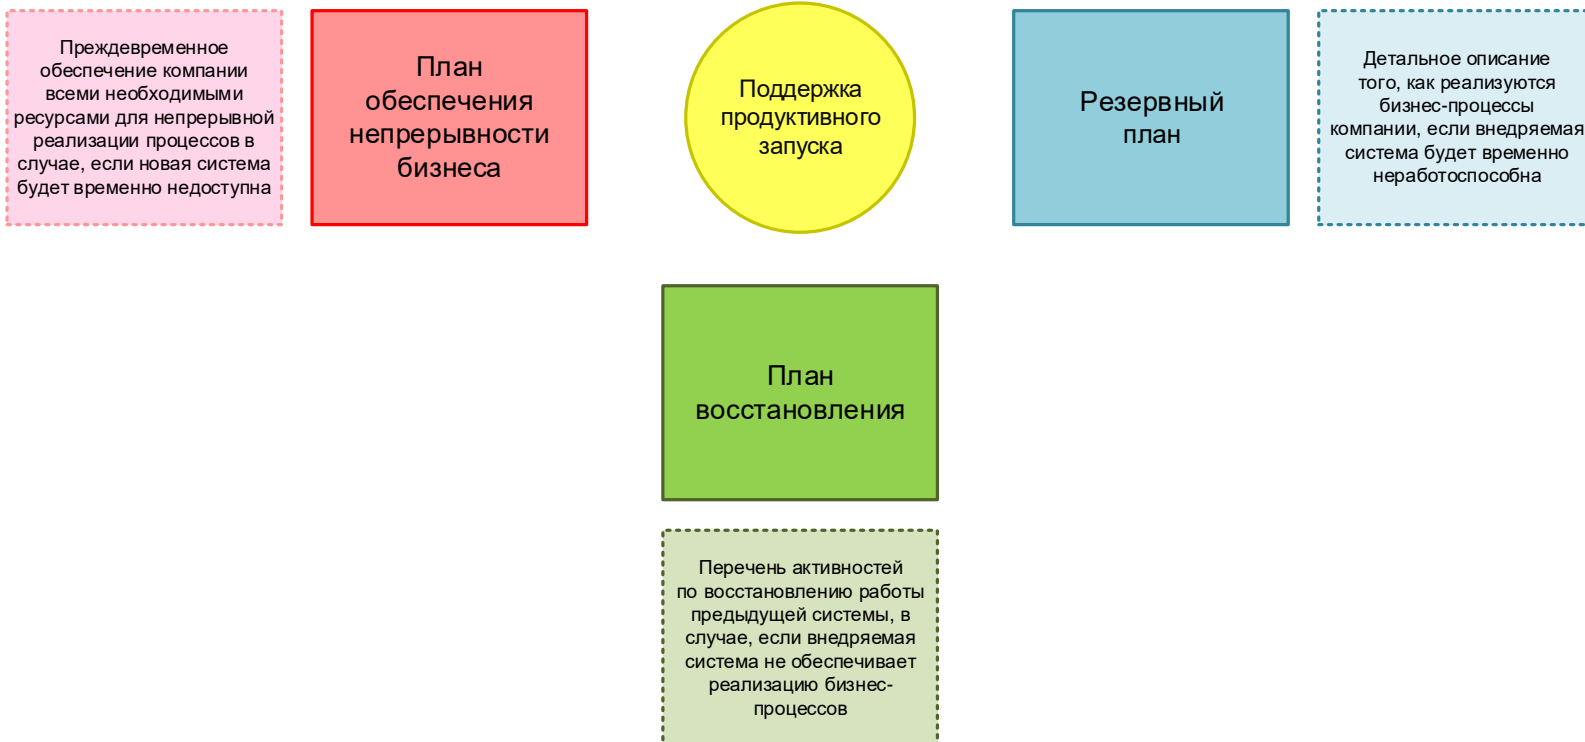 Преждевременное
обеспечение компании
всеми необходимыми
ресурсами для непрерывной
реализации процессов в
случае, если новая система
будет временно недоступна
План
обеспечения
непрерывности
бизнеса
Поддержка
продуктивного
запуска
Резервный
план
Детальное описание
того, как реализуются
бизнес-процессы
компании, если внедряемая
система будет временно
неработоспособна
План
восстановления
Перечень активностей
по восстановлению работы
предыдущей системы, в
случае, если внедряемая
система не обеспечивает
реализацию бизнес-
процессов